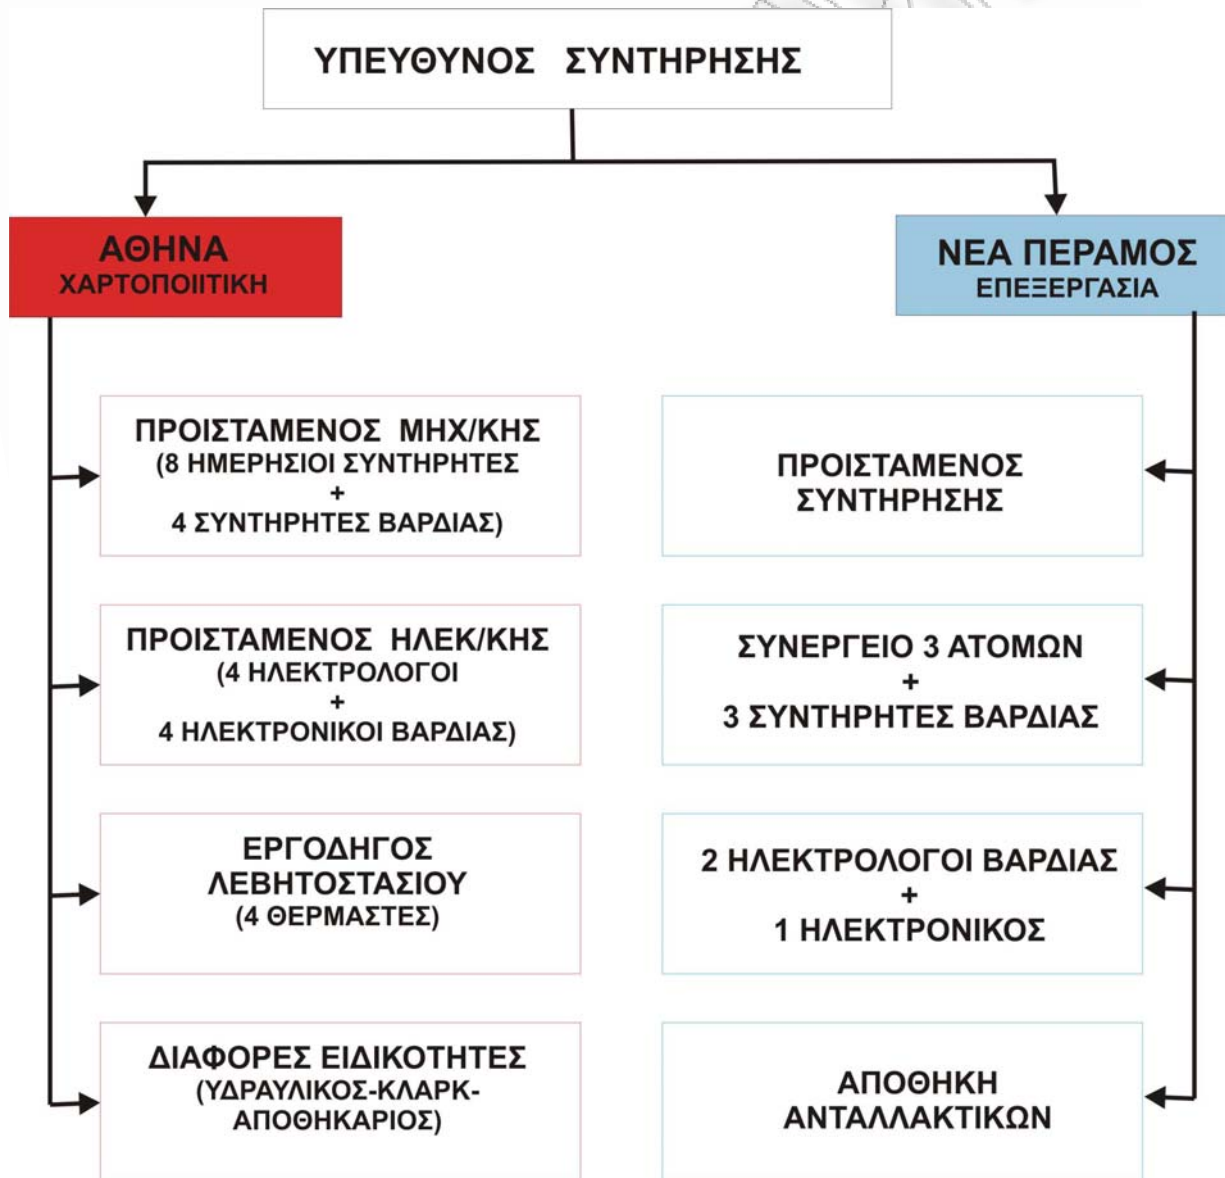 ΥΠΕΥΘΥΝΟΣ ΣΥΝΤΗΡΗΣΗΣ
ΑΘΗΝΑ
ΧΑΡΤΟΠΟΙΙΤΙΚΗ
ΠΡΟΙΣΤΑΜΕΝΟΣ ΜΗΧ/ΚΗΣ
(8 ΗΜΕΡΗΣΙΟΙ ΣΥΝΤΗΡΗΤΕΣ
+
4 ΣΥΝΤΗΡΗΤΕΣ ΒΑΡΔΙΑΣ)
ΠΡΟΙΣΤΑΜΕΝΟΣ ΗΛΕΚ/ΚΗΣ
(4 ΗΛΕΚΤΡΟΛΟΓΟΙ
+
4 ΗΛΕΚΤΡΟΝΙΚΟΙ ΒΑΡΔΙΑΣ)
ΕΡΓΟΔΗΓΟΣ
ΛΕΒΗΤΟΣΤΑΣΙΟΥ
(4 ΘΕΡΜΑΣΤΕΣ)
ΔΙΑΦΟΡΕΣ ΕΙΔΙΚΟΤΗΤΕΣ
(ΥΔΡΑΥΛΙΚΟΣ-ΚΛΑΡΚ-
ΑΠΟΘΗΚΑΡΙΟΣ)
ΝΕΑ ΠΕΡΑΜΟΣ
ΕΠΕΞΕΡΓΑΣΙΑ
ΠΡΟΙΣΤΑΜΕΝΟΣ
ΣΥΝΤΗΡΗΣΗΣ
ΣΥΝΕΡΓΕΙΟ 3 ΑΤΟΜΩΝ
+
3 ΣΥΝΤΗΡΗΤΕΣ ΒΑΡΔΙΑΣ
2 ΗΛΕΚΤΡΟΛΟΓΟΙ ΒΑΡΔΙΑΣ
+
1 ΗΛΕΚΤΡΟΝΙΚΟΣ
ΑΠΟΘΗΚΗ
ΑΝΤΑΛΛΑΚΤΙΚΩΝ